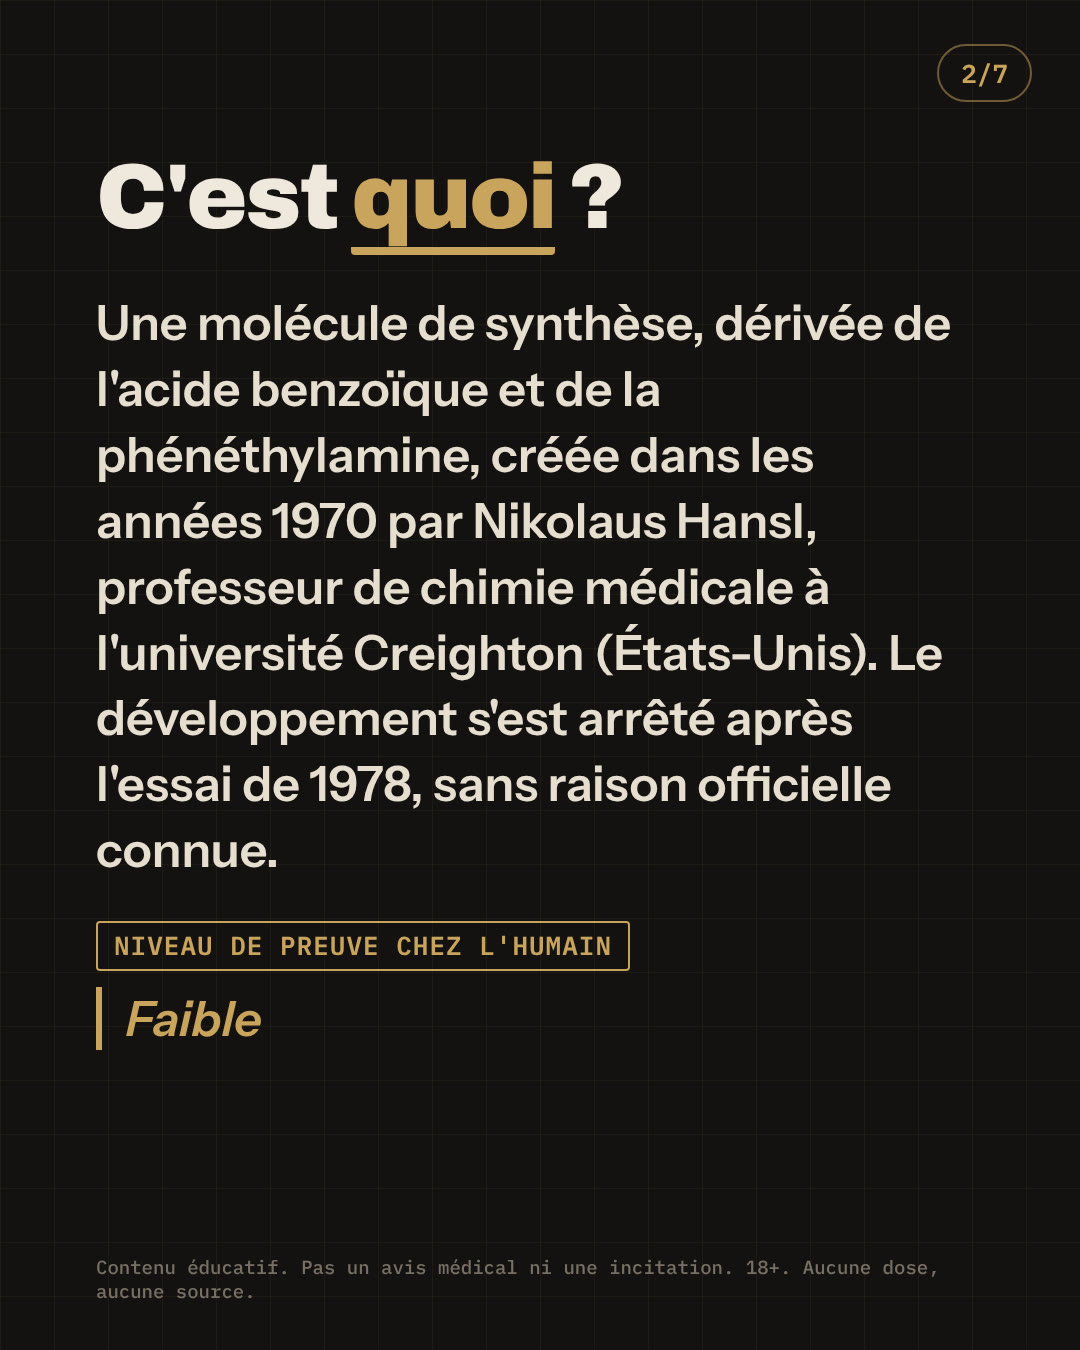 2/7
C'est quoi ?
Une molécule de synthèse, dérivée de
l'acide benzoïque et de la
phénéthylamine, créée dans les
années 1970 par Nikolaus Hansl,
professeur de chimie médicale à
l'université Creighton (États-Unis). Le
développement s'est arrêté après
l'essai de 1978, sans raison officielle
connue.
NIVEAU DE PREUVE CHEZ L'HUMAIN
Faible
Contenu éducatif. Pas un avis médical ni une incitation. 18+. Aucune dose,
aucune source.